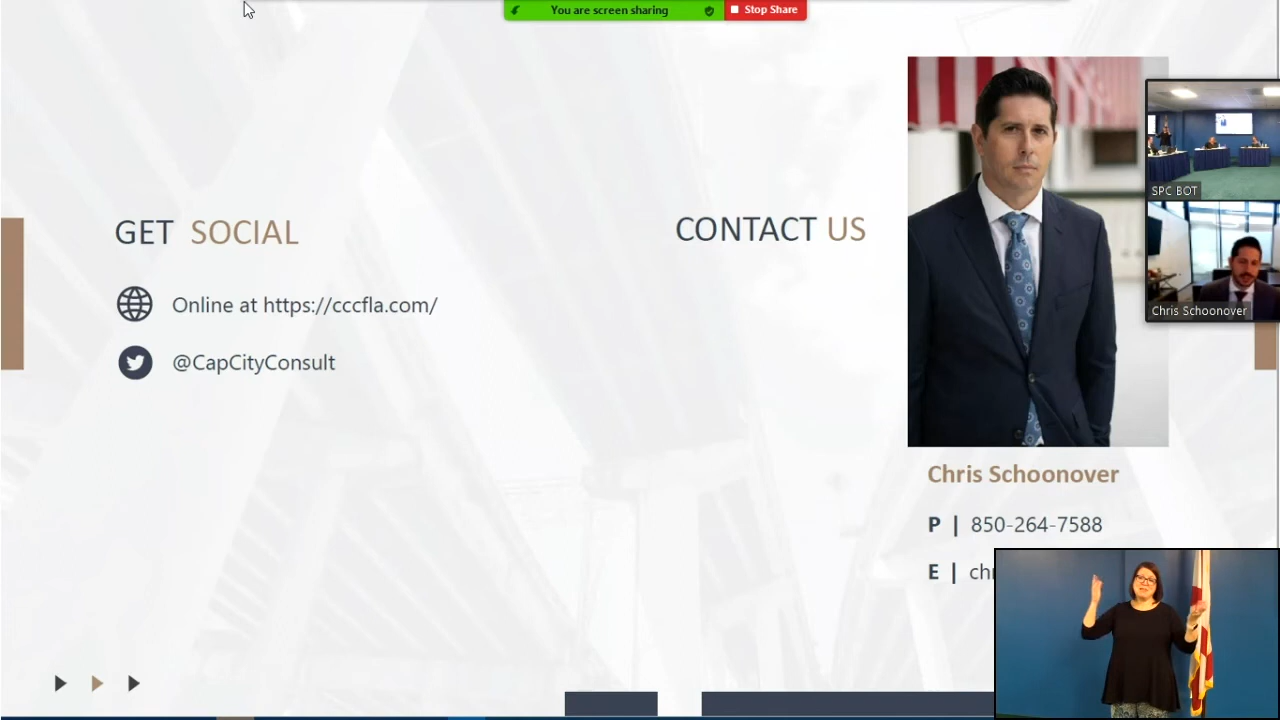 You are screen sharing
Stop Share
SPC BOT
Chris Schoonover
GET SOCIAL
CONTACT US
Online at https://cccfla.com/
@CapCityConsult
Chris Schoonover
P | 850-264-7588
E | chr